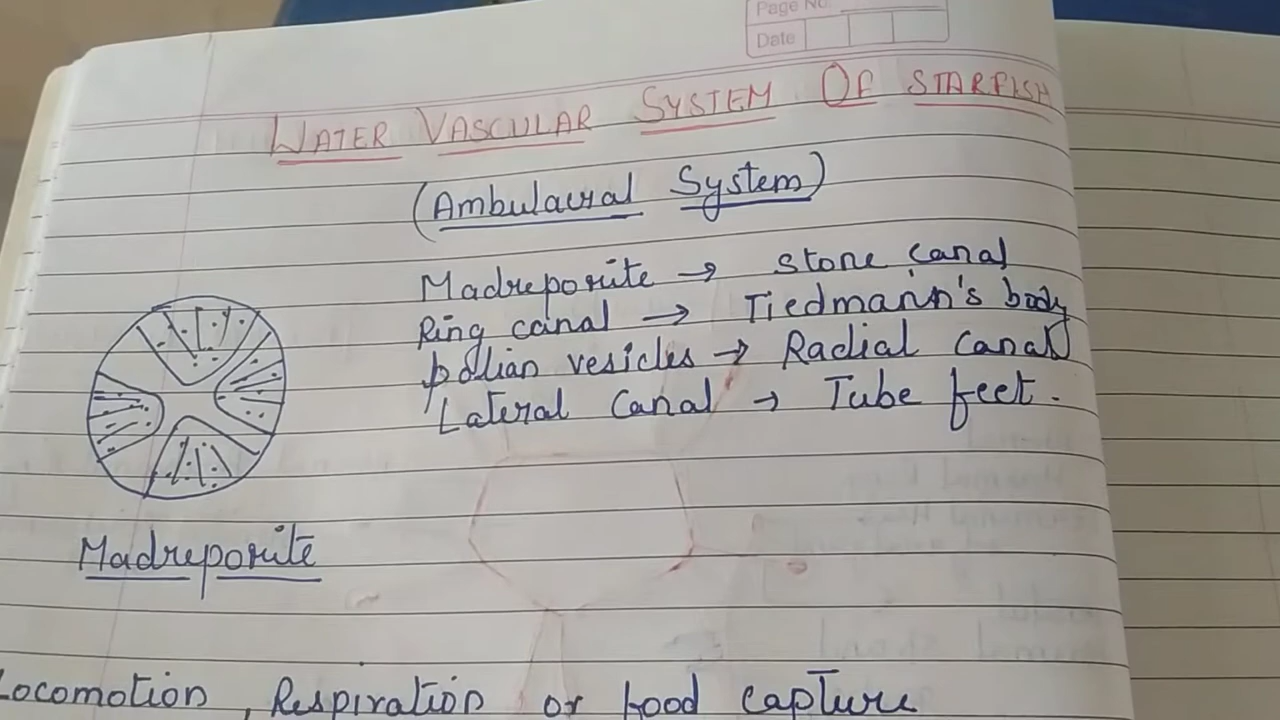 Page No.
Date
WATER VASCULAR SYSTEM OF STARFISH
(Ambulacral System)
Madreporite → stone canal
Ring canal → Tiedmann's body
polian vesicles → Radial canal
Lateral Canal → Tube feet.
Madreporite
Locomotion, Respiration or food capture